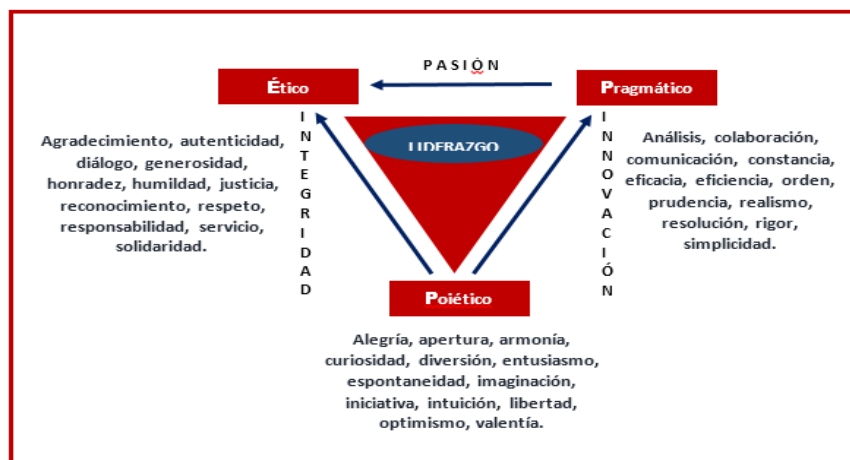 PASIÓN
Ético
Pragmático
INTEGRIDAD
INNOVACIÓN
LIDERAZGO
Agradecimiento, autenticidad,
diálogo, generosidad,
honradez, humildad, justicia,
reconocimiento, respeto,
responsabilidad, servicio,
solidaridad.
Análisis, colaboración,
comunicación, constancia,
eficacia, eficiencia, orden,
prudencia, realismo,
resolución, rigor,
simplicidad.
Poiético
Alegría, apertura, armonía,
curiosidad, diversión, entusiasmo,
espontaneidad, imaginación,
iniciativa, intuición, libertad,
optimismo, valentía.